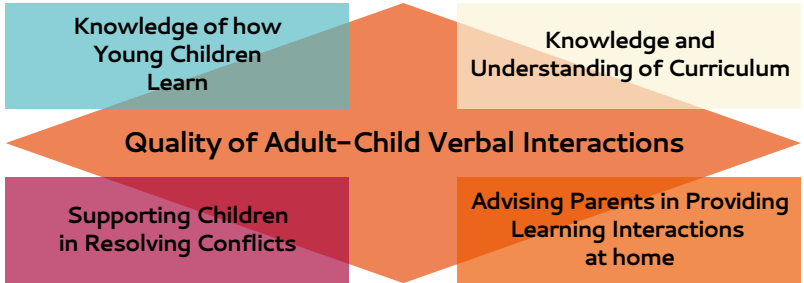 Knowledge of how
Young Children
Learn
Knowledge and
Understanding of Curriculum
Quality of Adult-Child Verbal Interactions
Supporting Children
in Resolving Conflicts
Advising Parents in Providing
Learning Interactions
at home